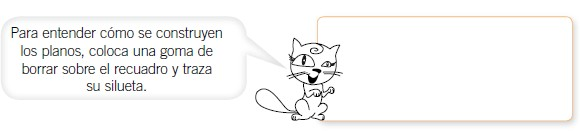 Para entender cómo se construyen
los planos, coloca una goma de
borrar sobre el recuadro y traza
su silueta.